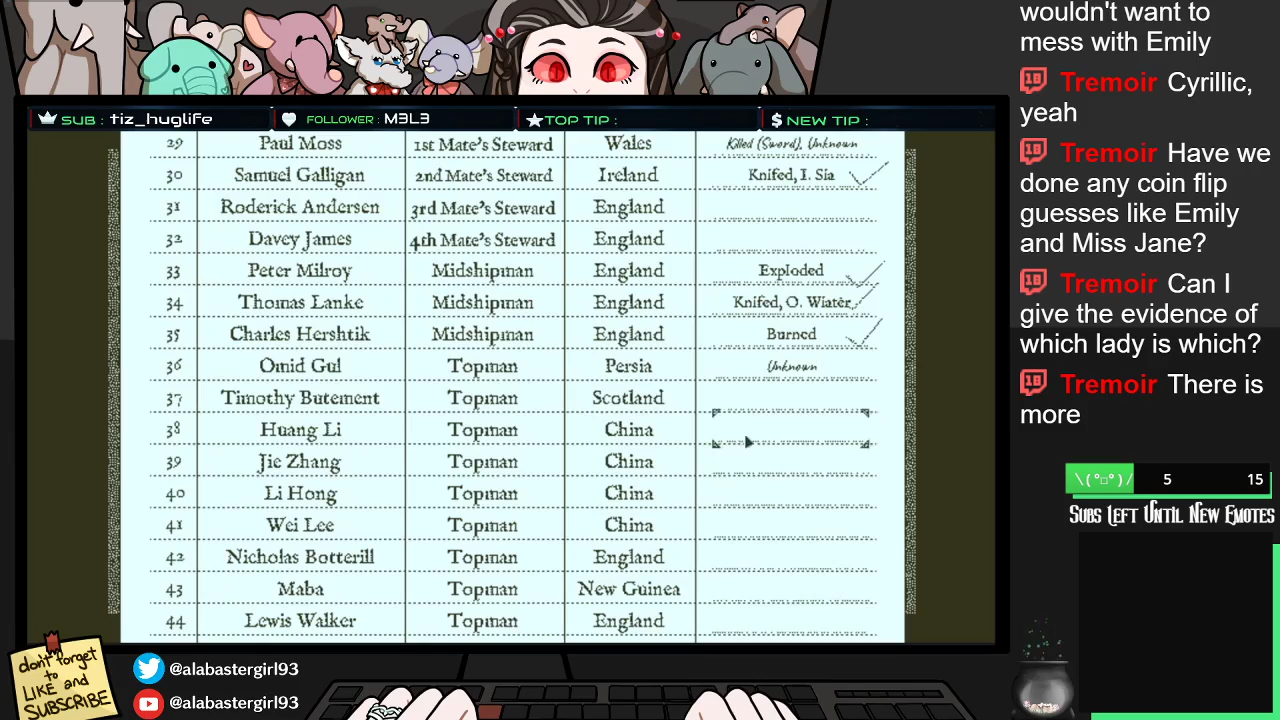 SUB : tiz_huglife
FOLLOWER : M3L3
TOP TIP :
NEW TIP :
29 Paul Moss 1st Mate's Steward Wales Killed (Sword), Unknown
30 Samuel Galligan 2nd Mate's Steward Ireland Knifed, I. Sia
31 Roderick Andersen 3rd Mate's Steward England
32 Davey James 4th Mate's Steward England
33 Peter Milroy Midshipman England Exploded
34 Thomas Lanke Midshipman England Knifed, O. Wiater
35 Charles Hershtik Midshipman England Burned
36 Omid Gul Topman Persia Unknown
37 Timothy Butement Topman Scotland
38 Huang Li Topman China
39 Jie Zhang Topman China
40 Li Hong Topman China
41 Wei Lee Topman China
42 Nicholas Botterill Topman England
43 Maba Topman New Guinea
44 Lewis Walker Topman England
wouldn't want to
mess with Emily
18 Tremoir Cyrillic,
yeah
18 Tremoir Have we
done any coin flip
guesses like Emily
and Miss Jane?
18 Tremoir Can I
give the evidence of
which lady is which?
18 Tremoir There is
more
\(°□°)/ 5 15
Subs Left Until New Emotes
don't forget
to
LIKE and
SUBSCRIBE
@alabastergirl93
@alabastergirl93